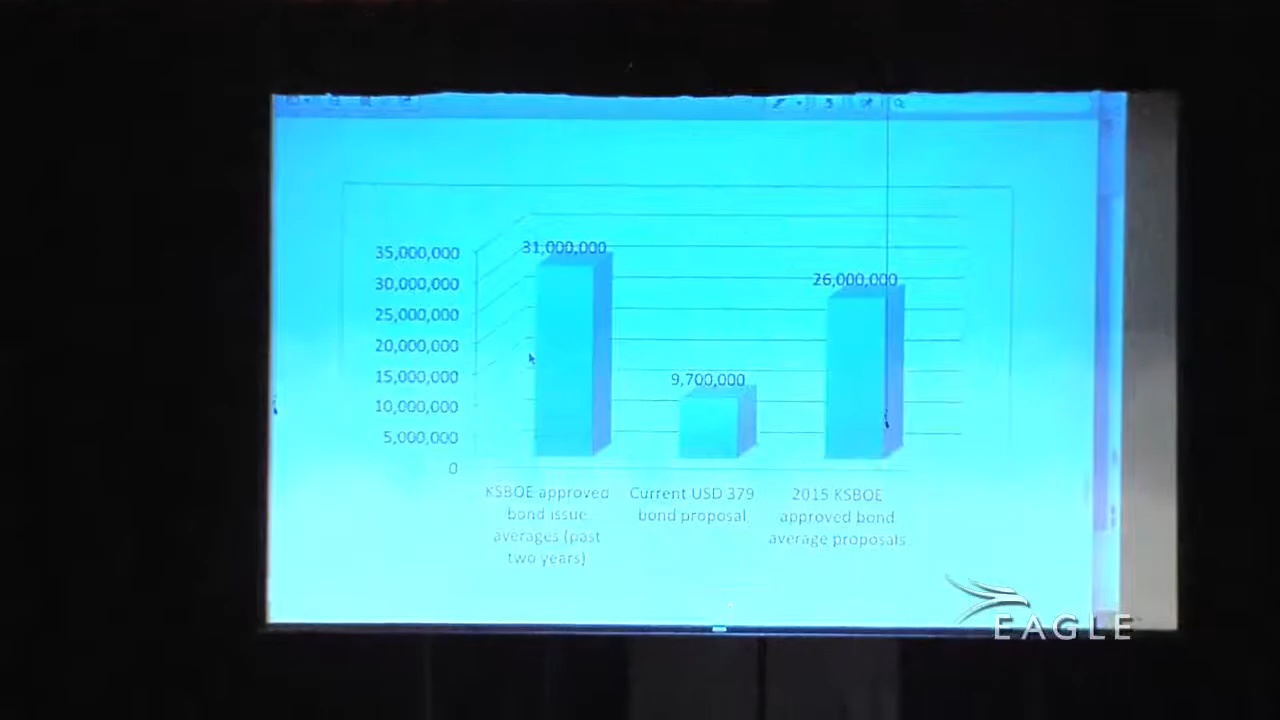 31,000,000
26,000,000
9,700,000
35,000,000
30,000,000
25,000,000
20,000,000
15,000,000
10,000,000
5,000,000
0
KSBOE approved
bond issue
averages (past
two years)
Current USD 379
bond proposal
2015 KSBOE
approved bond
average proposals
EAGLE